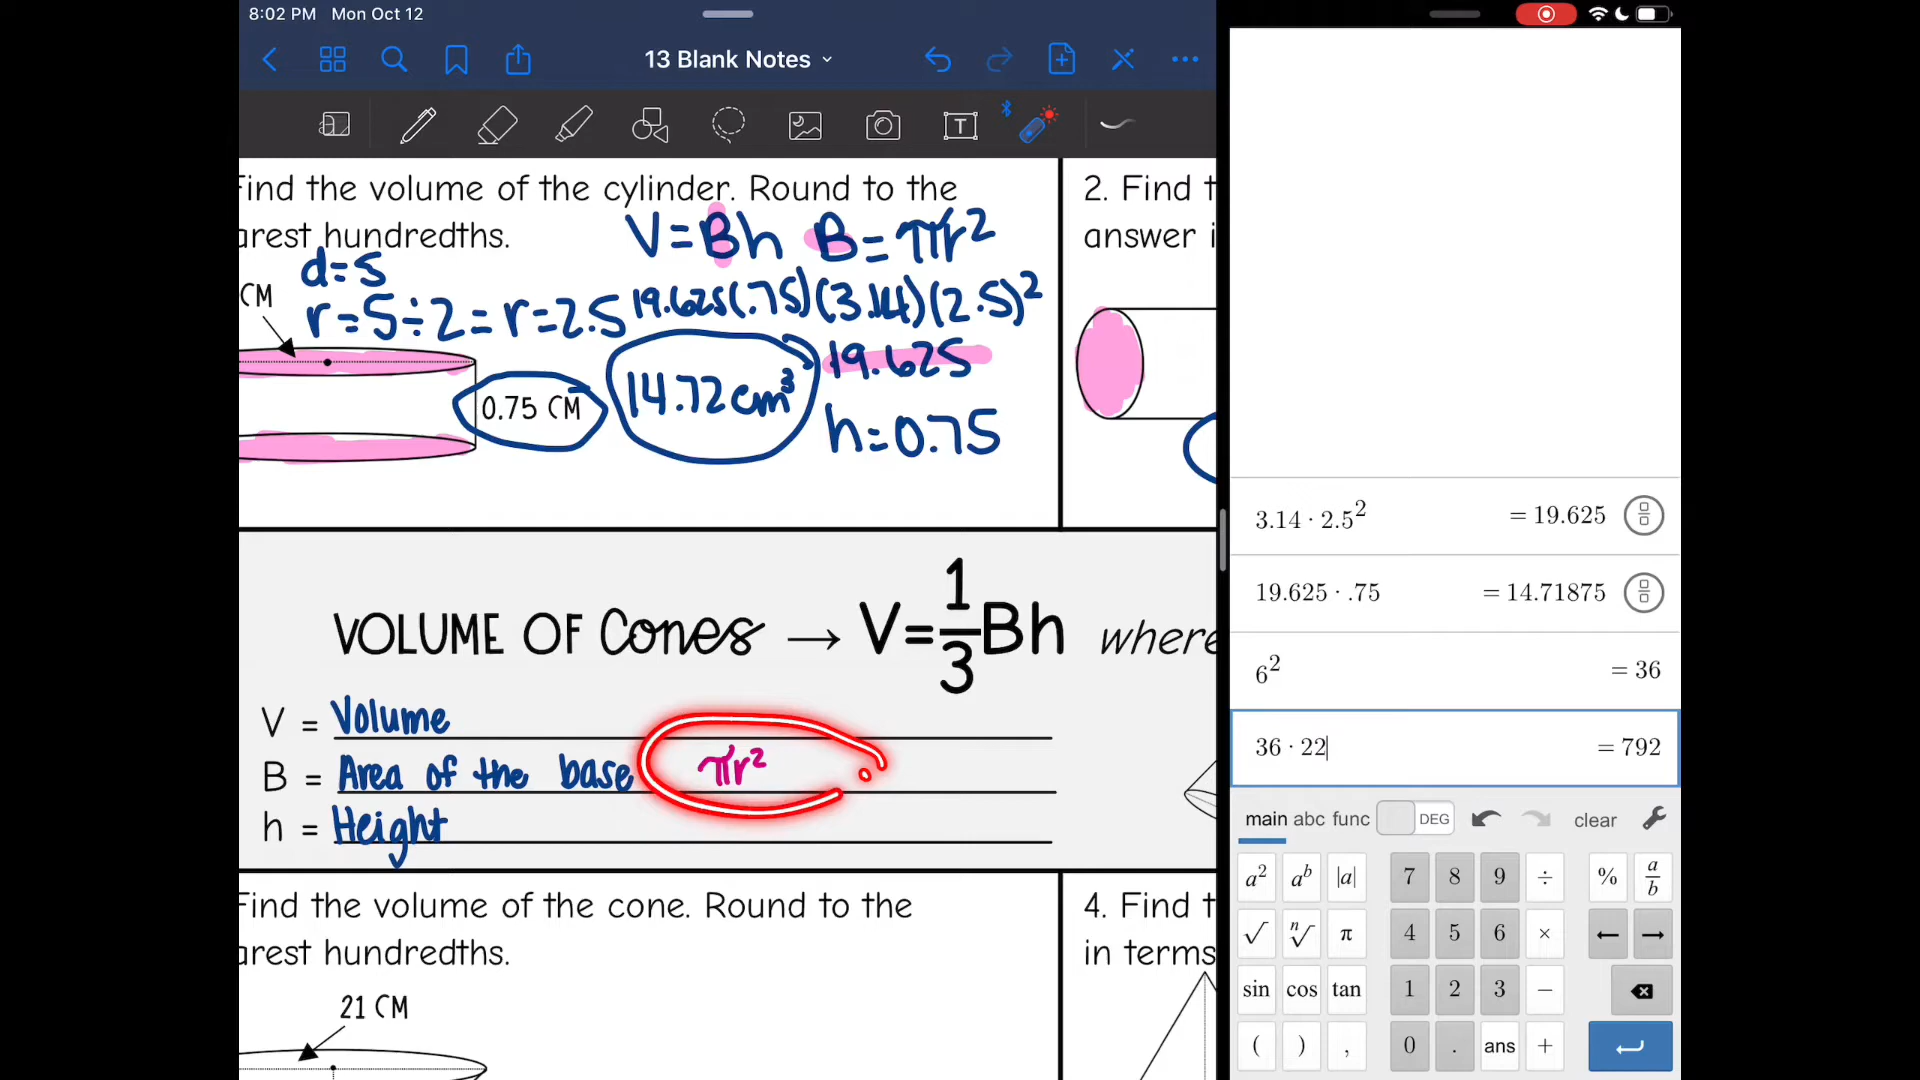 8:02 PM Mon Oct 12
13 Blank Notes
T
Find the volume of the cylinder. Round to the
arest hundredths.
V=Bh B=πr²
d=5
CM
r=5÷2=r=2.5
19.625(.75)
(3.14)(2.5)²
19.625
14.72cm³
0.75 CM
h=0.75
2. Find t
answer i
VOLUME OF Cones → V=1/3Bh where
V = Volume
B = Area of the base πr²
h = Height
Find the volume of the cone. Round to the
arest hundredths.
21 CM
4. Find t
in terms
3.14 · 2.5² = 19.625
19.625 · .75 = 14.71875
6² = 36
36 · 22 = 792
main abc func DEG clear
a² aᵇ |a| 7 8 9 ÷ % a/b
√ ⁿ√ π 4 5 6 × ← →
sin cos tan 1 2 3 −
( ) , 0 . ans +